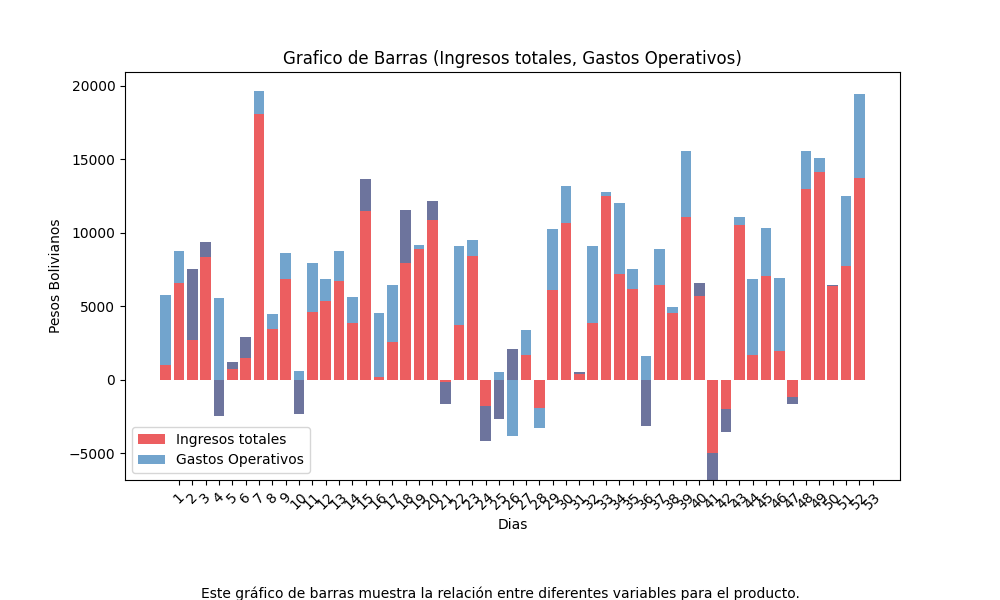 Grafico de Barras (Ingresos totales, Gastos Operativos)
20000
15000
10000
5000
0
−5000
Pesos Bolivianos
Ingresos totales
Gastos Operativos
1 2 3 4 5 6 7 8 9 10 11 12 13 14 15 16 17 18 19 20 21 22 23 24 25 26 27 28 29 30 31 32 33 34 35 36 37 38 39 40 41 42 43 44 45 46 47 48 49 50 51 52 53
Dias
Este gráfico de barras muestra la relación entre diferentes variables para el producto.